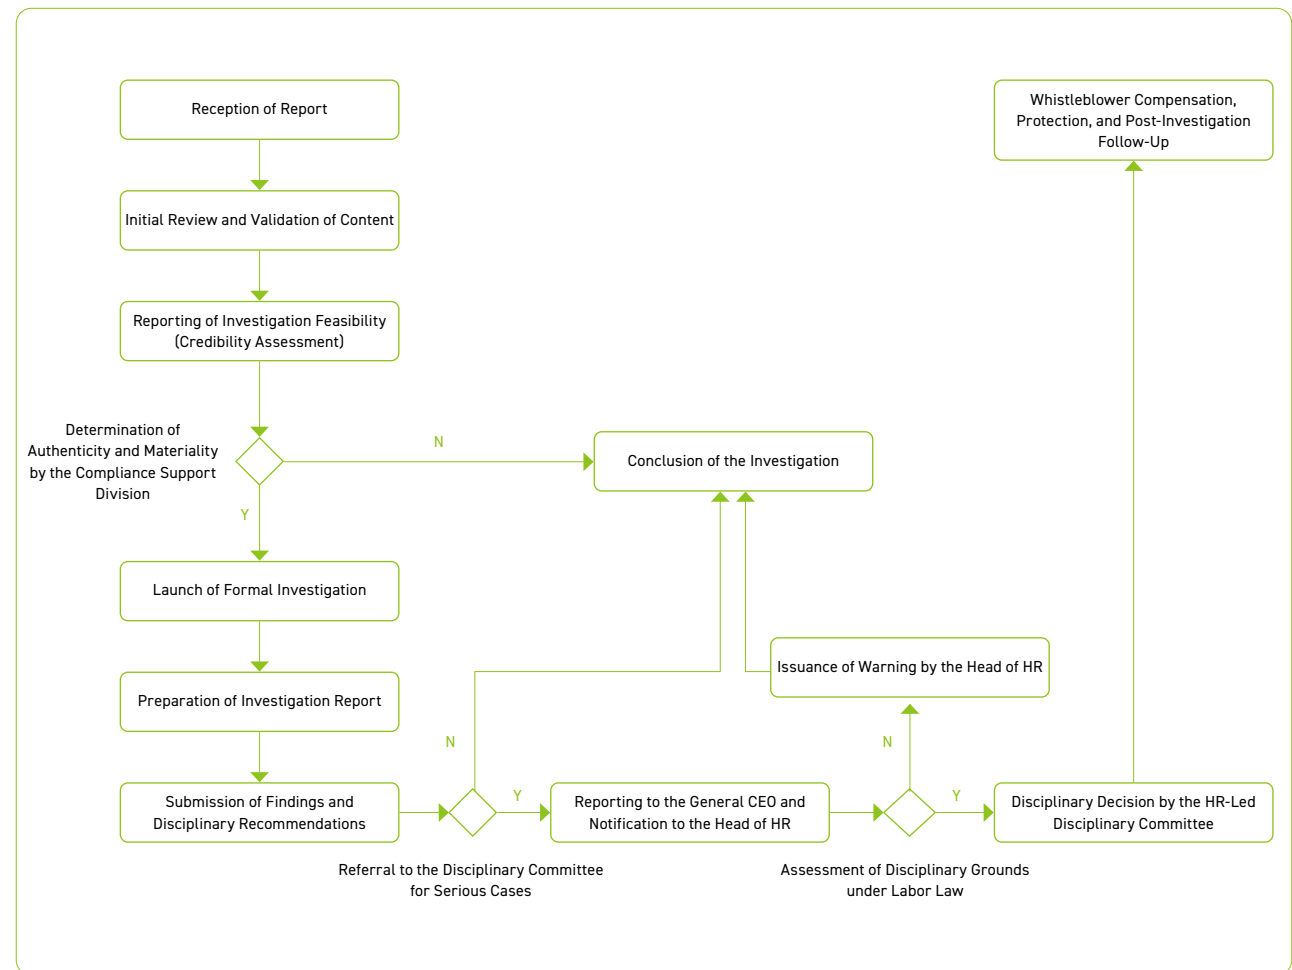 Reception of Report
Whistleblower Compensation,
Protection, and Post-Investigation
Follow-Up
Initial Review and Validation of Content
Reporting of Investigation Feasibility
(Credibility Assessment)
Determination of
Authenticity and Materiality
by the Compliance Support
Division
N
Conclusion of the Investigation
Y
Launch of Formal Investigation
Issuance of Warning by the Head of HR
Preparation of Investigation Report
N
N
Submission of Findings and
Disciplinary Recommendations
Y
Reporting to the General CEO and
Notification to the Head of HR
Y
Disciplinary Decision by the HR-Led
Disciplinary Committee
Referral to the Disciplinary Committee
for Serious Cases
Assessment of Disciplinary Grounds
under Labor Law